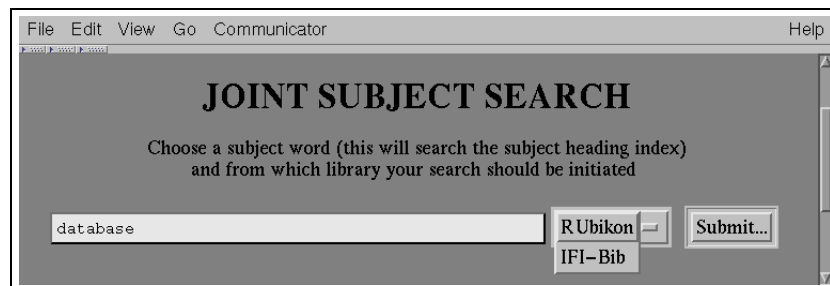 File Edit View Go Communicator Help
JOINT SUBJECT SEARCH
Choose a subject word (this will search the subject heading index)
and from which library your search should be initiated
database RUbikon Submit...
IFI-Bib